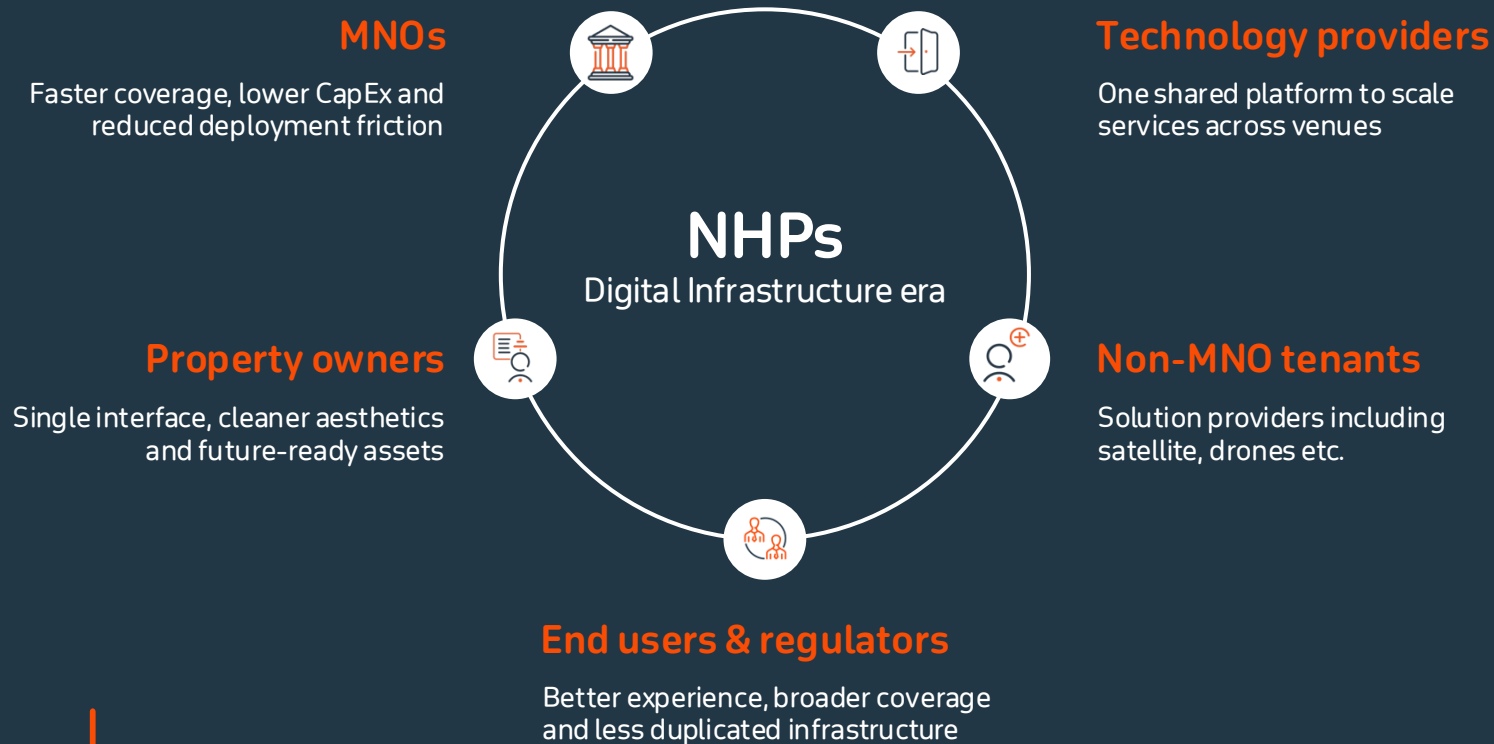 MNOs
Faster coverage, lower CapEx and
reduced deployment friction
Technology providers
One shared platform to scale
services across venues
NHPs
Digital Infrastructure era
Property owners
Single interface, cleaner aesthetics
and future-ready assets
Non-MNO tenants
Solution providers including
satellite, drones etc.
End users & regulators
Better experience, broader coverage
and less duplicated infrastructure